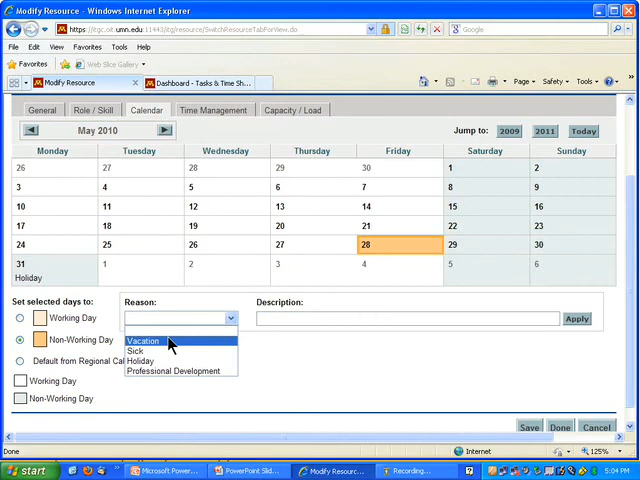 Modify Resource - Windows Internet Explorer
https://tgc.oit.umn.edu:11443/itg/resource/SwitchResourceTabForView.do
Google
File Edit View Favorites Tools Help
Favorites Web Slice Gallery
Modify Resource Dashboard - Tasks & Time Sh...
Page Safety Tools
General Role / Skill Calendar Time Management Capacity / Load
May 2010 Jump to: 2009 2011 Today
Monday Tuesday Wednesday Thursday Friday Saturday Sunday
26 27 28 29 30 1 2
3 4 5 6 7 8 9
10 11 12 13 14 15 16
17 18 19 20 21 22 23
24 25 26 27 28 29 30
31 1 2 3 4 5 6
Holiday
Set selected days to: Reason: Description:
Working Day Apply
Non-Working Day Vacation
Sick
Default from Regional Cal Holiday
Professional Development
Working Day
Non-Working Day
Save Done Cancel
Done Internet 125%
start Microsoft Power... PowerPoint Slid... Modify Resourc... Recording... 5:04 PM